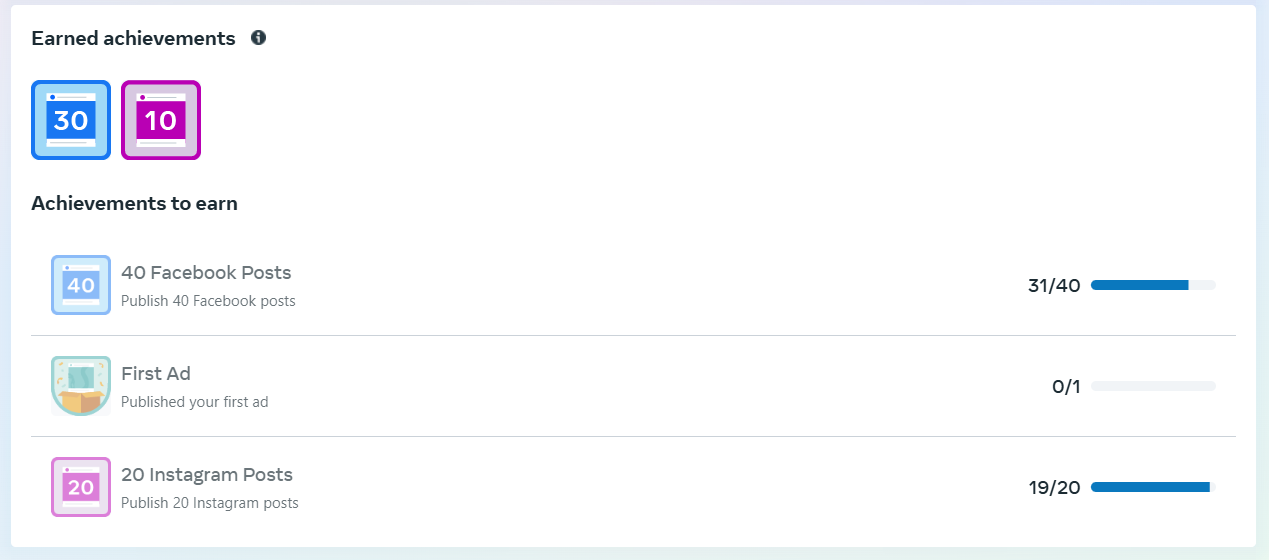 Earned achievements
30 10
Achievements to earn
40
40 Facebook Posts
Publish 40 Facebook posts
31/40
First Ad
Published your first ad
0/1
20
20 Instagram Posts
Publish 20 Instagram posts
19/20